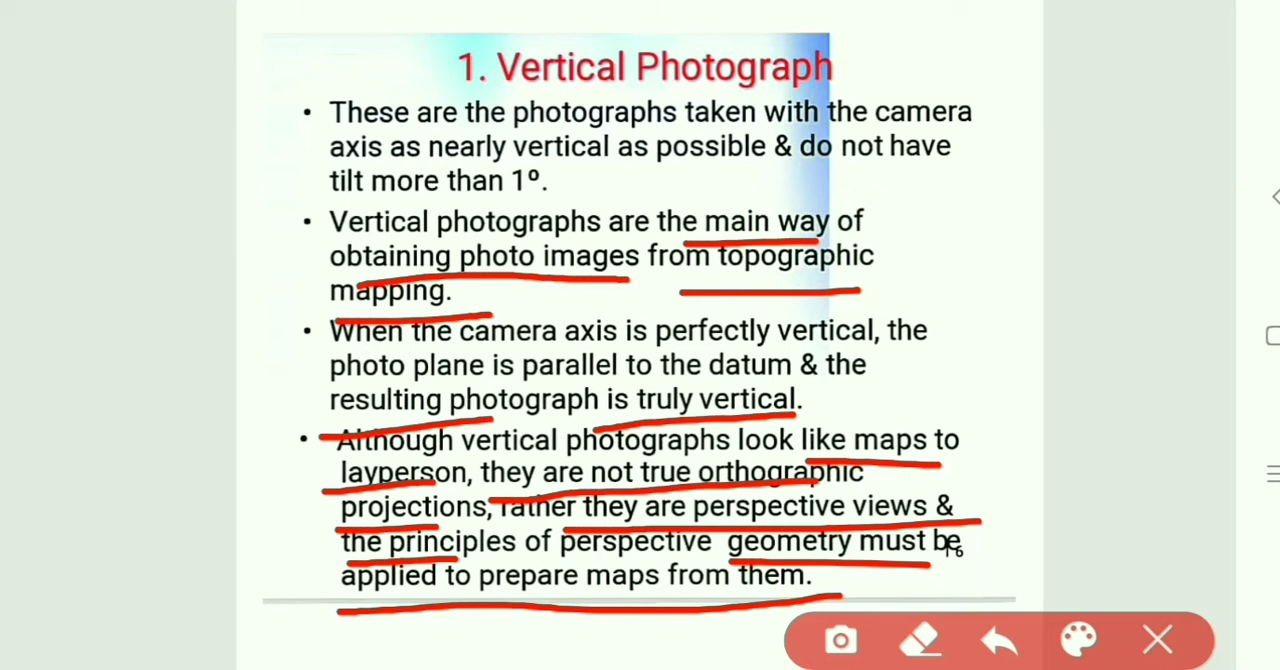 1. Vertical Photograph
• These are the photographs taken with the camera
axis as nearly vertical as possible & do not have
tilt more than 1º.
• Vertical photographs are the main way of
obtaining photo images from topographic
mapping.
• When the camera axis is perfectly vertical, the
photo plane is parallel to the datum & the
resulting photograph is truly vertical.
• Although vertical photographs look like maps to
layperson, they are not true orthographic
projections, rather they are perspective views &
the principles of perspective geometry must be
applied to prepare maps from them.